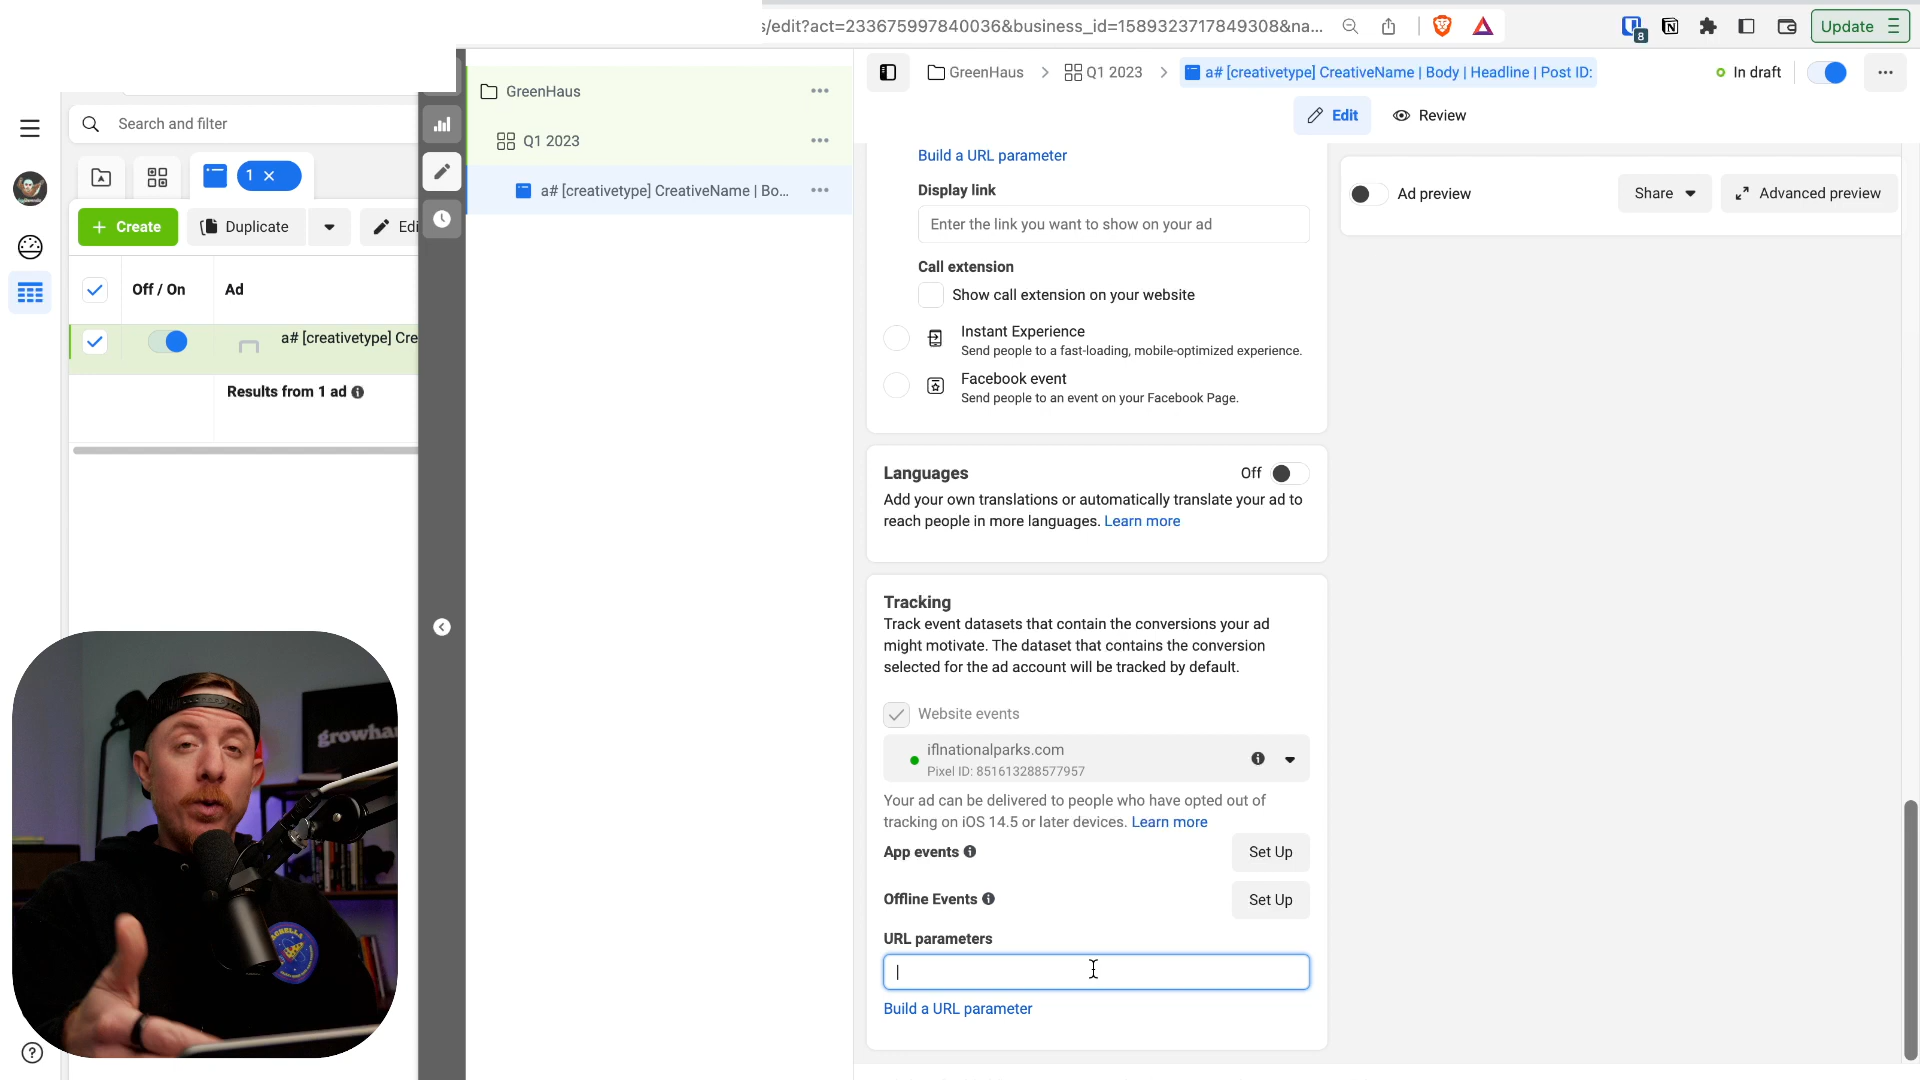 s/edit?act=233675997840036&business_id=1589323717849308&na...
8
Update
GreenHaus
Q1 2023
a# [creativetype] CreativeName | Body | Headline | Post ID:
In draft
Edit
Review
Search and filter
1
Create
Duplicate
Edi
Off / On
Ad
a# [creativetype] Cre
Results from 1 ad
GreenHaus
Q1 2023
a# [creativetype] CreativeName | Bo...
Build a URL parameter
Display link
Enter the link you want to show on your ad
Call extension
Show call extension on your website
Instant Experience
Send people to a fast-loading, mobile-optimized experience.
Facebook event
Send people to an event on your Facebook Page.
Languages
Off
Add your own translations or automatically translate your ad to
reach people in more languages. Learn more
Tracking
Track event datasets that contain the conversions your ad
might motivate. The dataset that contains the conversion
selected for the ad account will be tracked by default.
Website events
iflnationalparks.com
Pixel ID: 851613288577957
Your ad can be delivered to people who have opted out of
tracking on iOS 14.5 or later devices. Learn more
App events
Set Up
Offline Events
Set Up
URL parameters
Build a URL parameter
Ad preview
Share
Advanced preview
growha